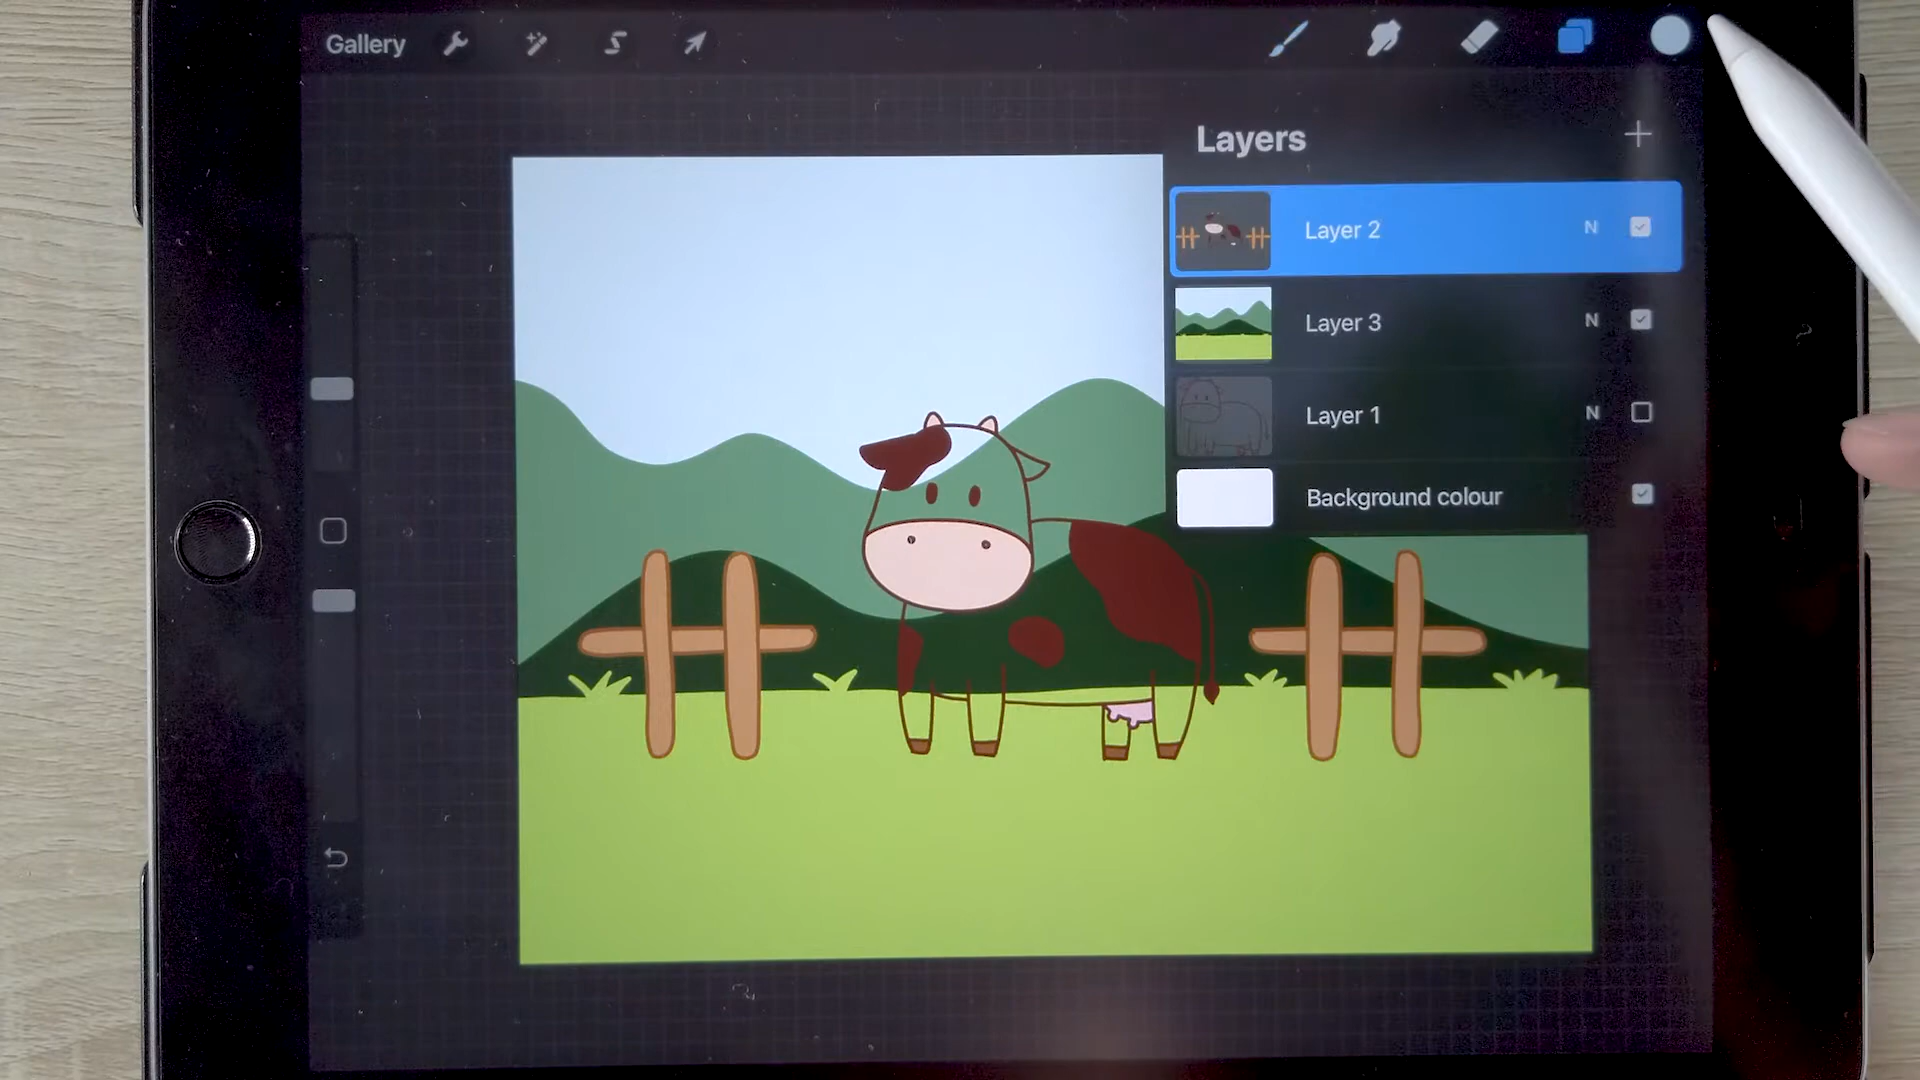 Gallery
Layers
Layer 2 N
Layer 3 N
Layer 1 N
Background colour